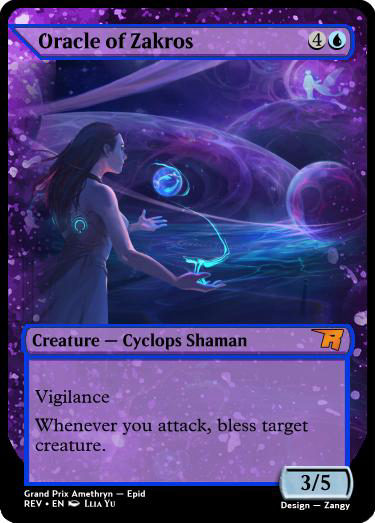 Oracle of Zakros
4
Creature — Cyclops Shaman
R
Vigilance
Whenever you attack, bless target
creature.
3/5
Grand Prix Amethryn — Epid
REV • EN Lija Yu
Design — Zangy